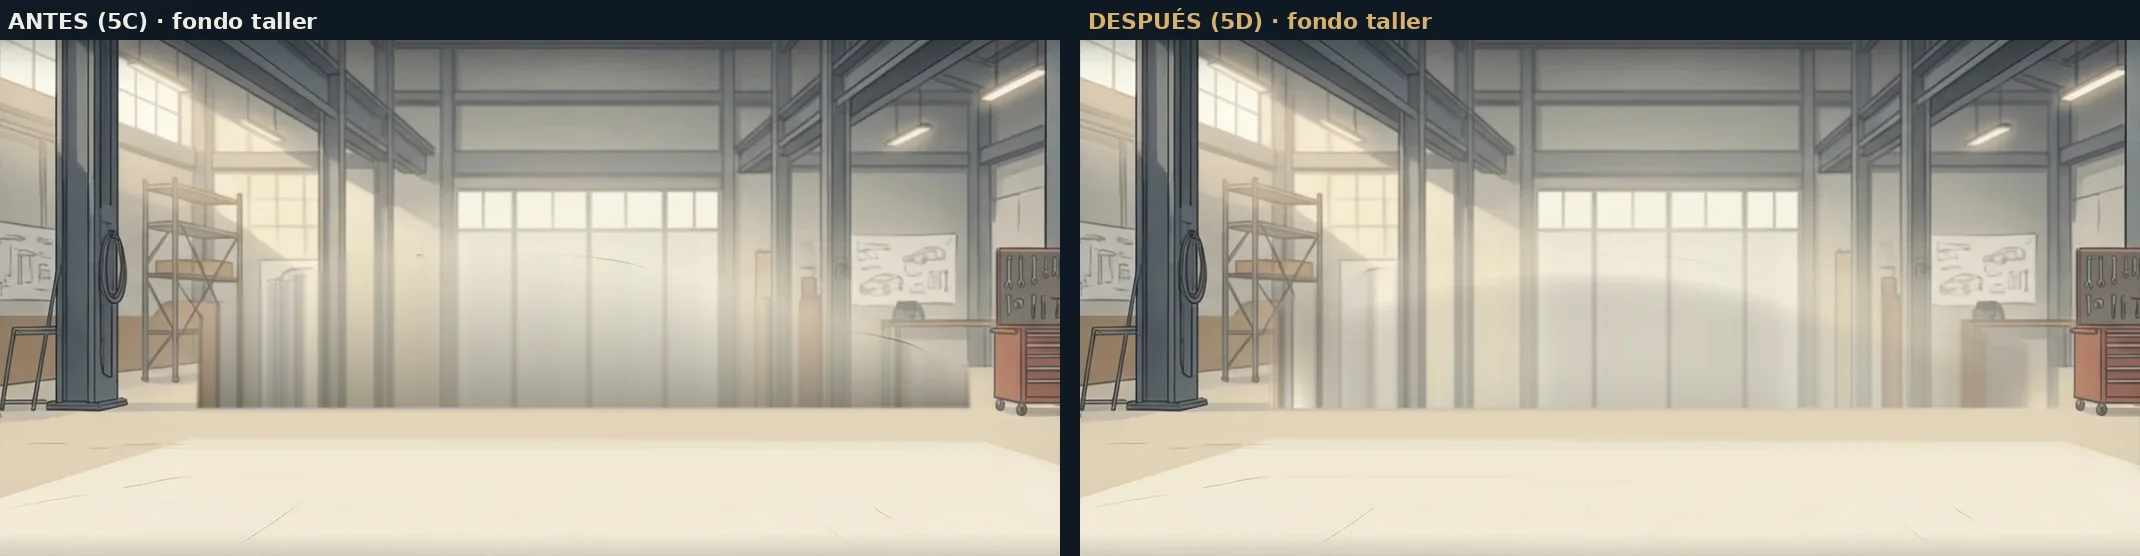 ANTES (5C) · fondo taller
DESPUÉS (5D) · fondo taller